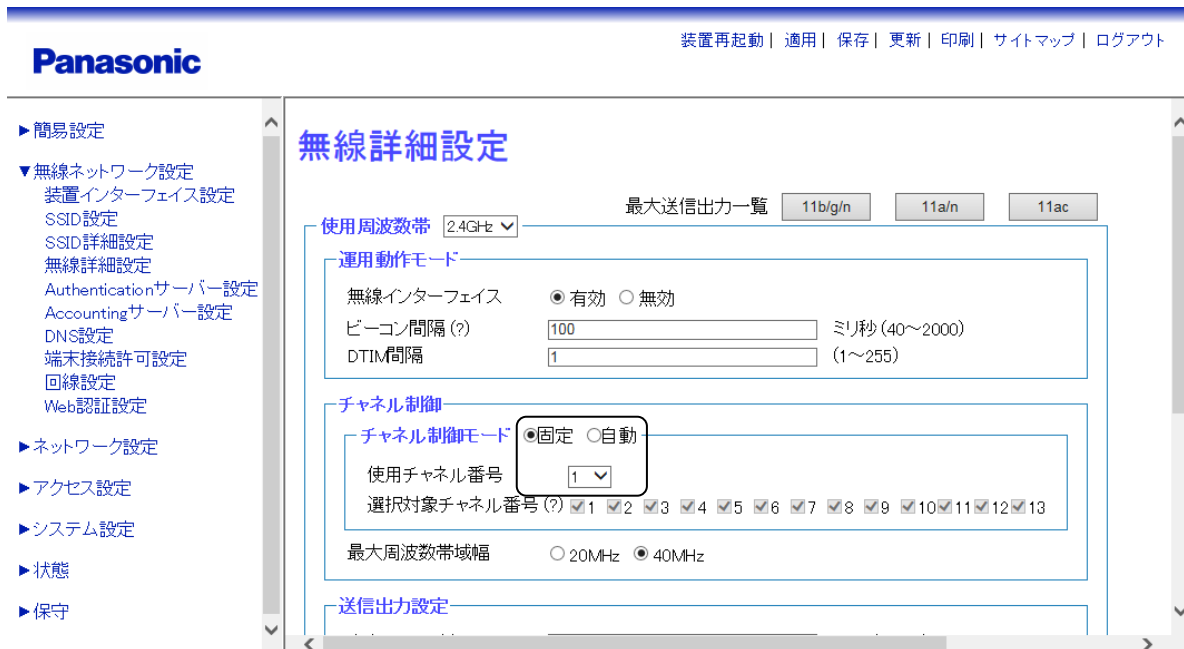 装置再起動 | 適用 | 保存 | 更新 | 印刷 | サイトマップ | ログアウト
Panasonic
▶簡易設定
▼無線ネットワーク設定
装置インターフェイス設定
SSID設定
SSID詳細設定
無線詳細設定
Authenticationサーバー設定
Accountingサーバー設定
DNS設定
端末接続許可設定
回線設定
Web認証設定
▶ネットワーク設定
▶アクセス設定
▶システム設定
▶状態
▶保守
無線詳細設定
最大送信出力一覧 11b/g/n 11a/n 11ac
使用周波数帯 2.4GHz
運用動作モード
無線インターフェイス 有効 無効
ビーコン間隔(?) 100 ミリ秒(40～2000)
DTIM間隔 1 (1～255)
チャネル制御
チャネル制御モード 固定 自動
使用チャネル番号 1
選択対象チャネル番号(?) 1 2 3 4 5 6 7 8 9 10 11 12 13
最大周波数帯域幅 20MHz 40MHz
送信出力設定